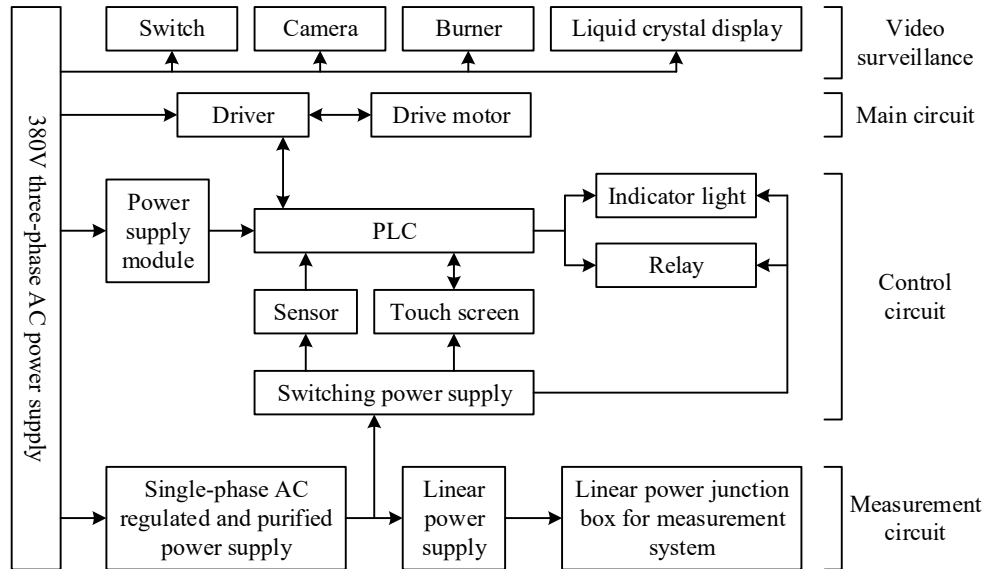 Switch
Camera
Burner
Liquid crystal display
Video
surveillance
380V three-phase AC power supply
Driver
Drive motor
Main circuit
Power
supply
module
PLC
Indicator light
Relay
Sensor
Touch screen
Control
circuit
Switching power supply
Single-phase AC
regulated and purified
power supply
Linear
power
supply
Linear power junction
box for measurement
system
Measurement
circuit